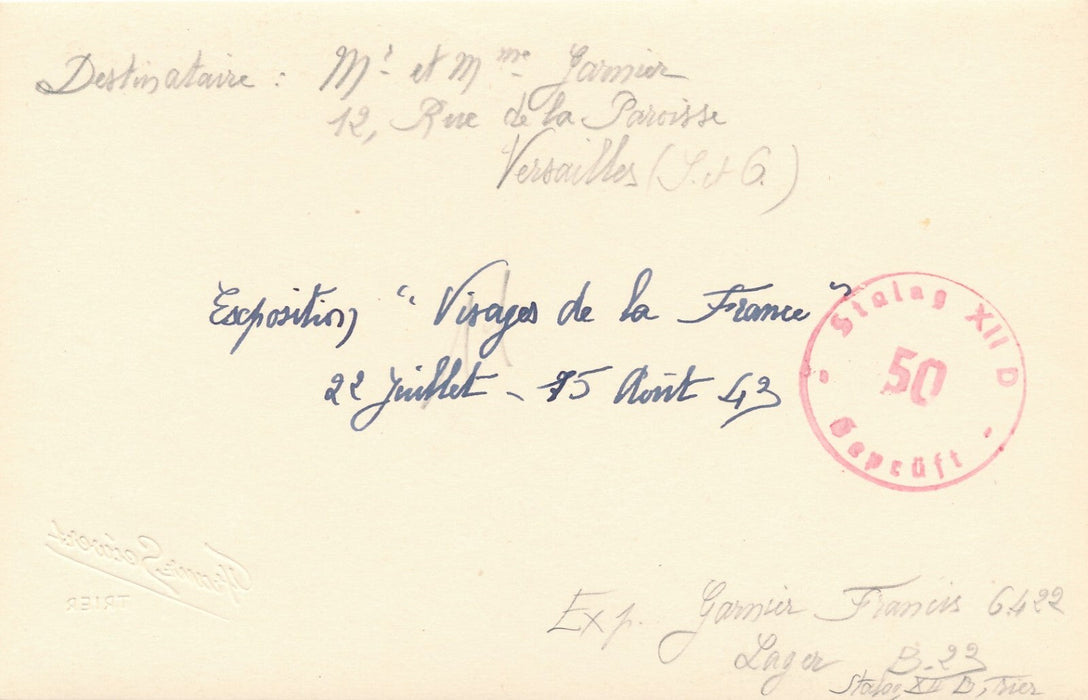 Destinataire : Mr et Mme Garnier
12, Rue de la Paroisse
Versailles (S. et O.)
Exposition "Visages de la France"
22 Juillet - 15 Août 43
Stalag XII D
50
Geprüft
TRIER
Exp. Garnier Francis 6422
Lager B-23
Stalag XII D, Trier